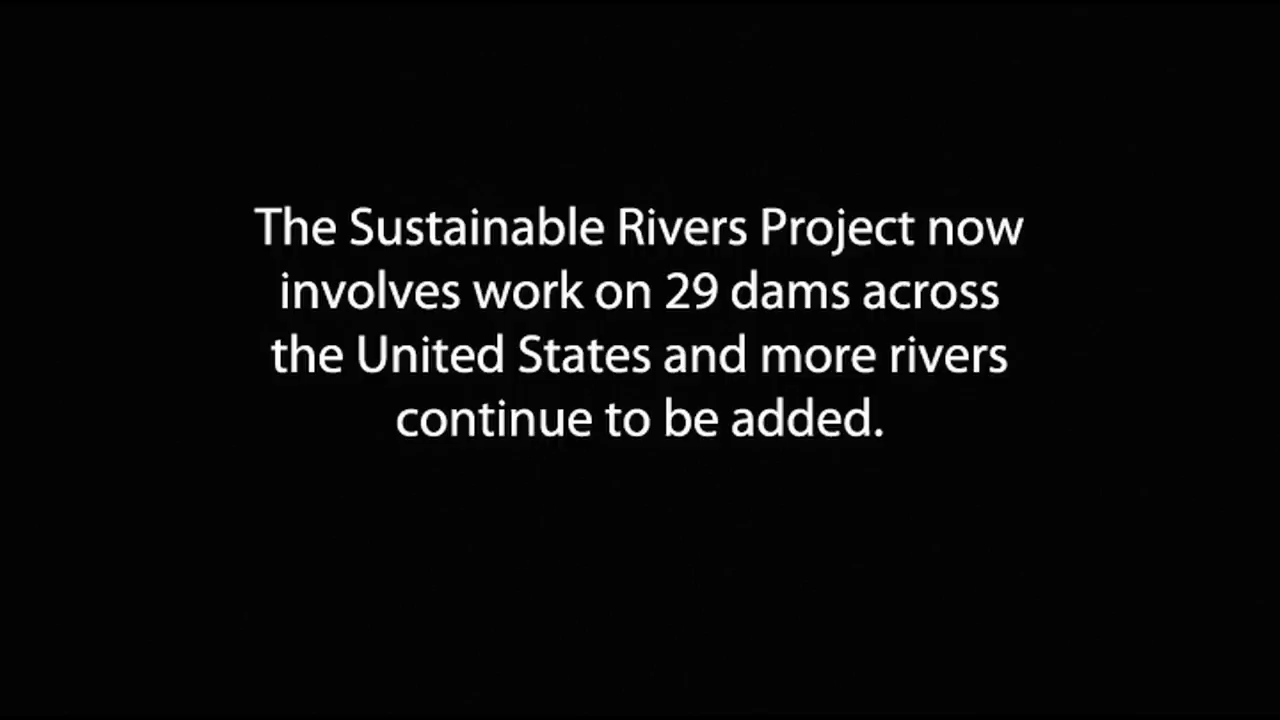 The Sustainable Rivers Project now
involves work on 29 dams across
the United States and more rivers
continue to be added.